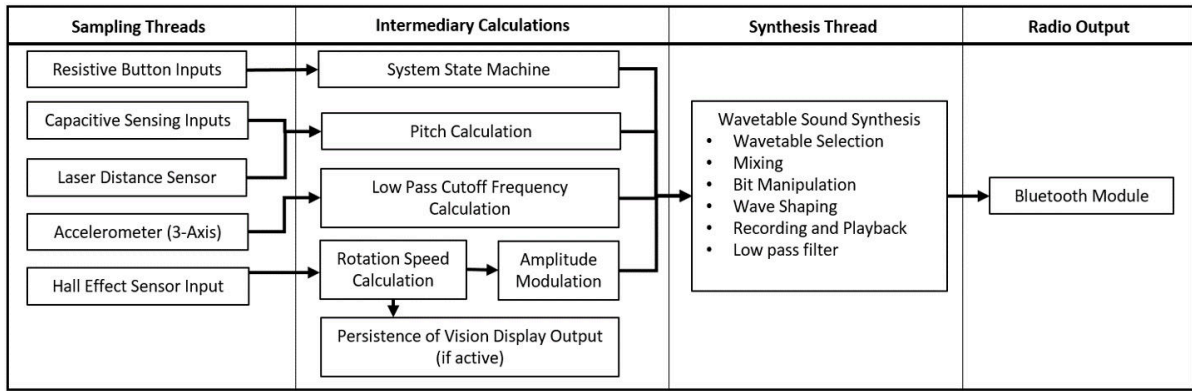 Sampling Threads
Intermediary Calculations
Synthesis Thread
Radio Output
Resistive Button Inputs
Capacitive Sensing Inputs
Laser Distance Sensor
Accelerometer (3-Axis)
Hall Effect Sensor Input
System State Machine
Pitch Calculation
Low Pass Cutoff Frequency
Calculation
Rotation Speed
Calculation
Amplitude
Modulation
Persistence of Vision Display Output
(if active)
Wavetable Sound Synthesis
• Wavetable Selection
• Mixing
• Bit Manipulation
• Wave Shaping
• Recording and Playback
• Low pass filter
Bluetooth Module